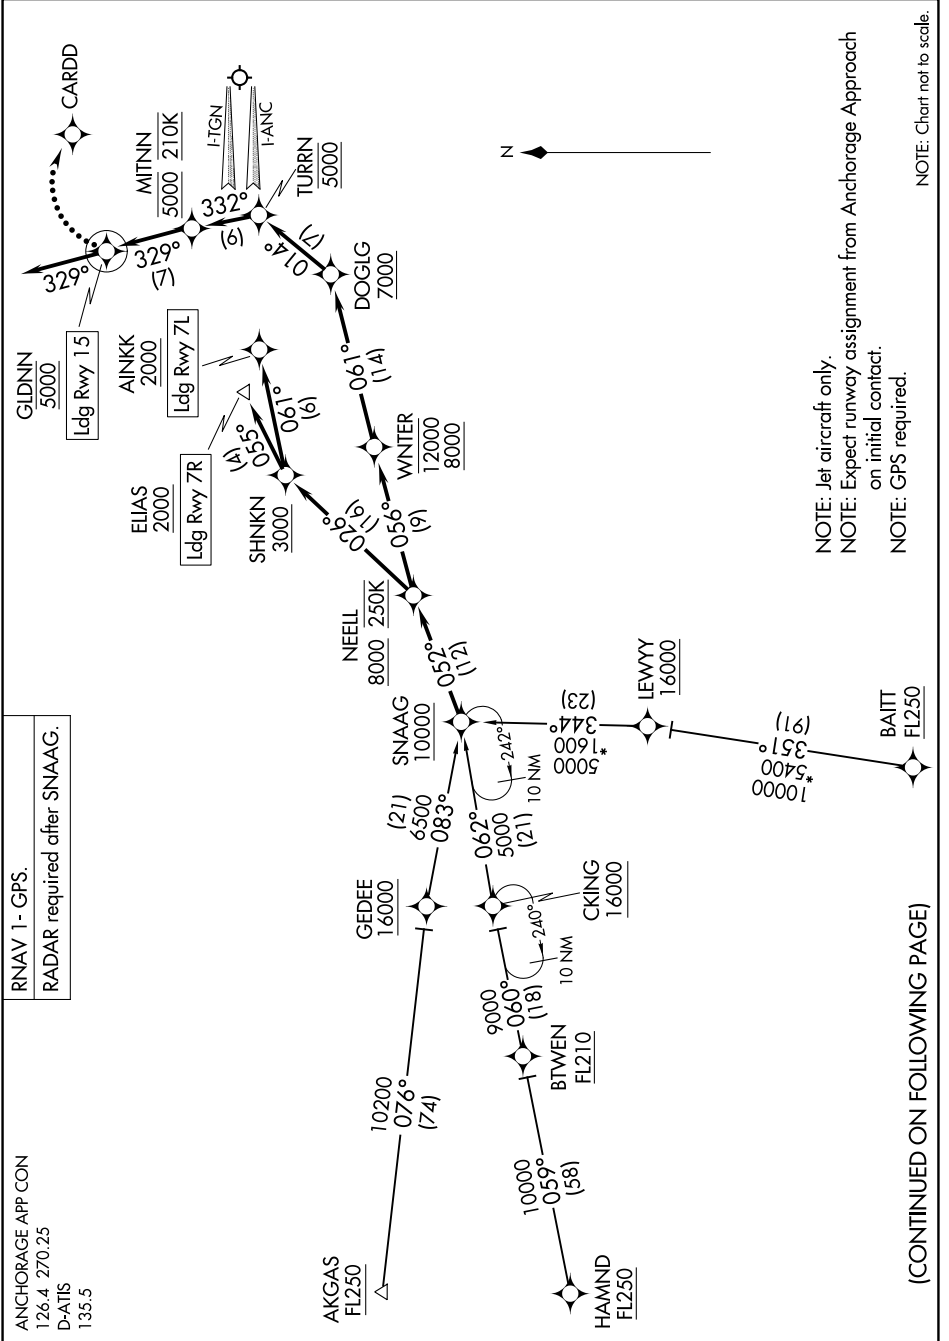 ANCHORAGE APP CON
126.4 270.25
D-ATIS
135.5
RNAV 1 - GPS.
RADAR required after SNAAG.
GLDNN
5000
Ldg Rwy 15
329°
329°
(7)
CARDD
MITNN
5000 210K
332°
(6)
I-TGN
I-ANC
TURRN
5000
014°
(7)
DOGLG
7000
061°
(14)
WNTER
12000
8000
056°
(9)
AINKK
2000
Ldg Rwy 7L
061°
(6)
ELIAS
2000
Ldg Rwy 7R
055°
(4)
SHNKN
3000
026°
(16)
NEELL
8000 250K
052°
(12)
SNAAG
10000
242°
10 NM
(21)
6500
083°
GEDEE
16000
10200
076°
(74)
AKGAS
FL250
062°
5000
(21)
CKING
16000
240°
10 NM
9000
060°
(18)
BTWEN
FL210
10000
059°
(58)
HAMND
FL250
5000
*1600
344°
(23)
LEWYY
16000
10000
*5400
351°
(91)
BAITT
FL250
N
NOTE: Jet aircraft only.
NOTE: Expect runway assignment from Anchorage Approach
on initial contact.
NOTE: GPS required.
NOTE: Chart not to scale.
(CONTINUED ON FOLLOWING PAGE)